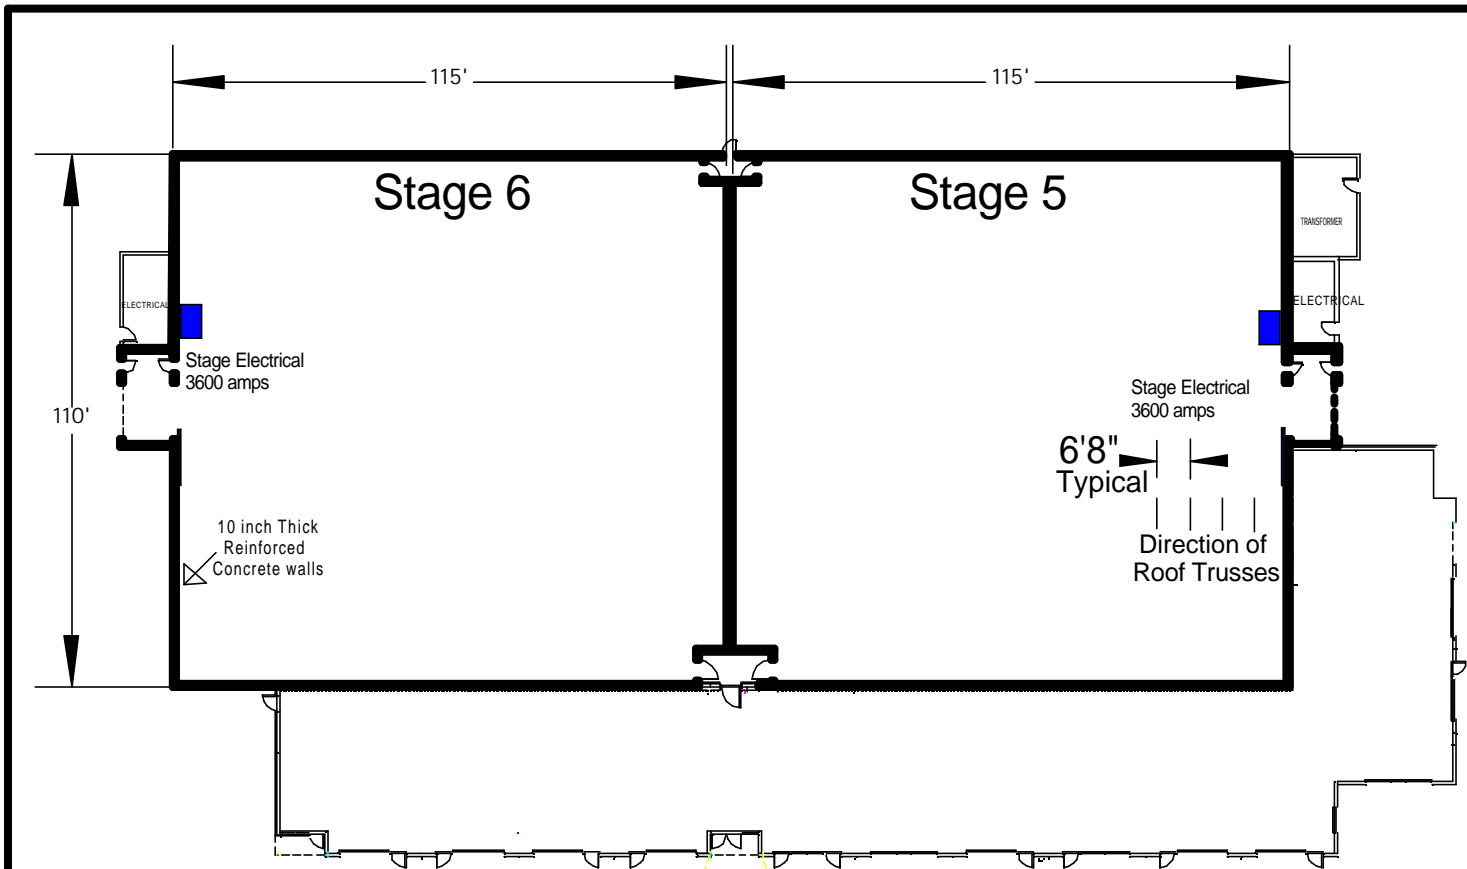 115'
115'
Stage 6
Stage 5
TRANSFORMER
ELECTRICAL
ELECTRICAL
Stage Electrical
3600 amps
Stage Electrical
3600 amps
110'
6'8"
Typical
10 inch Thick
Reinforced
Concrete walls
Direction of
Roof Trusses